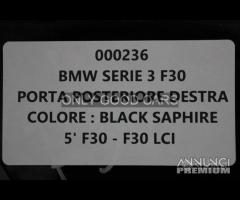 000236
BMW SERIE 3 F30
PORTA POSTERIORE DESTRA
ONLY GOOD CARS
COLORE : BLACK SAPHIRE
5' F30 - F30 LCI
ANNUNCI
PREMIUM